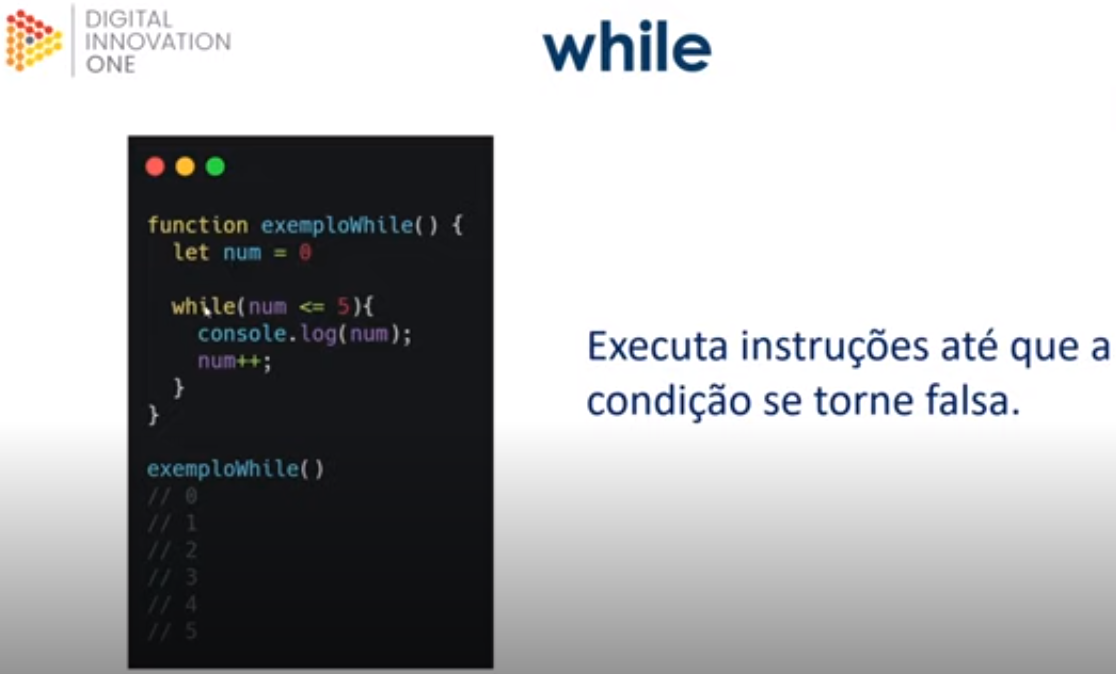 DIGITAL
INNOVATION
ONE
while
function exemploWhile() {
let num = 0
while(num <= 5){
console.log(num);
num++;
}
}
exemploWhile()
// 0
// 1
// 2
// 3
// 4
// 5
Executa instruções até que a
condição se torne falsa.